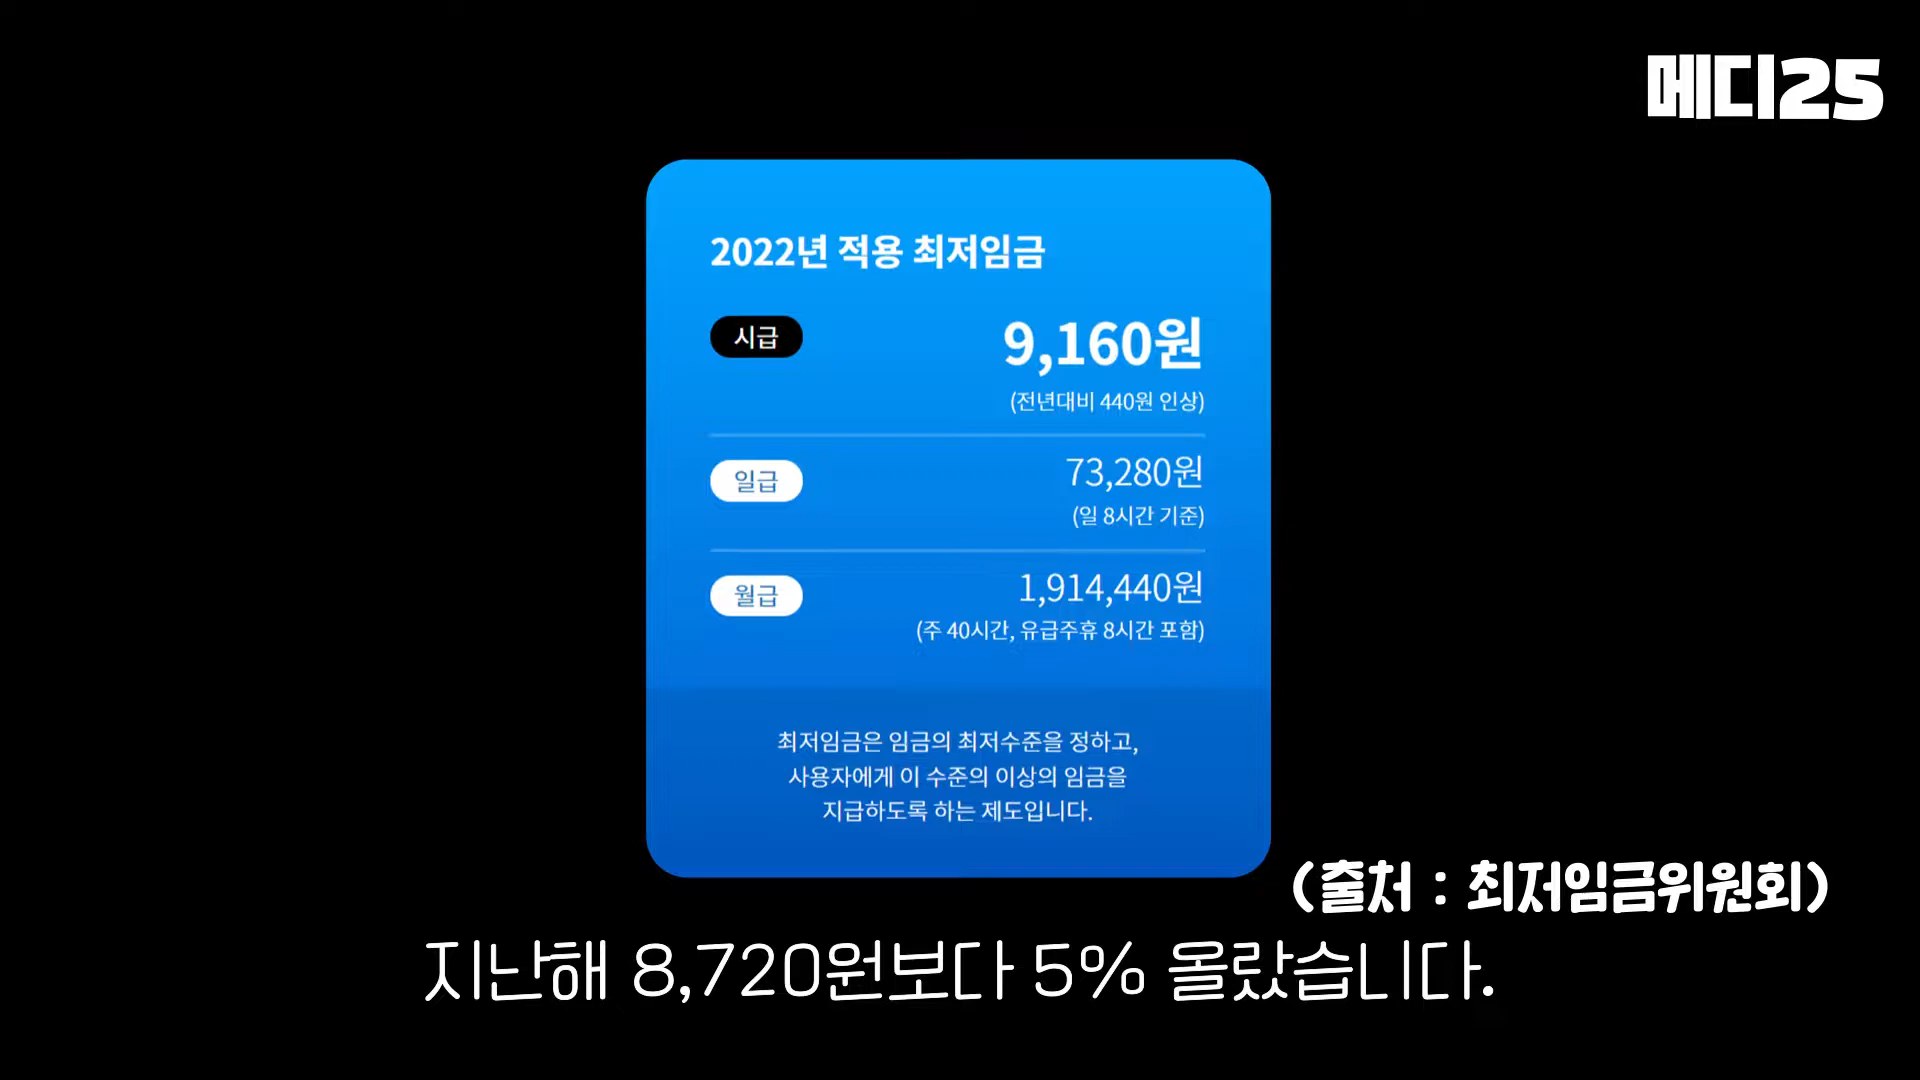 메디25
2022년 적용 최저임금
시급
9,160원
(전년대비 440원 인상)
일급
73,280원
(일 8시간 기준)
월급
1,914,440원
(주 40시간, 유급주휴 8시간 포함)
최저임금은 임금의 최저수준을 정하고,
사용자에게 이 수준의 이상의 임금을
지급하도록 하는 제도입니다.
(출처 : 최저임금위원회)
지난해 8,720원보다 5% 올랐습니다.